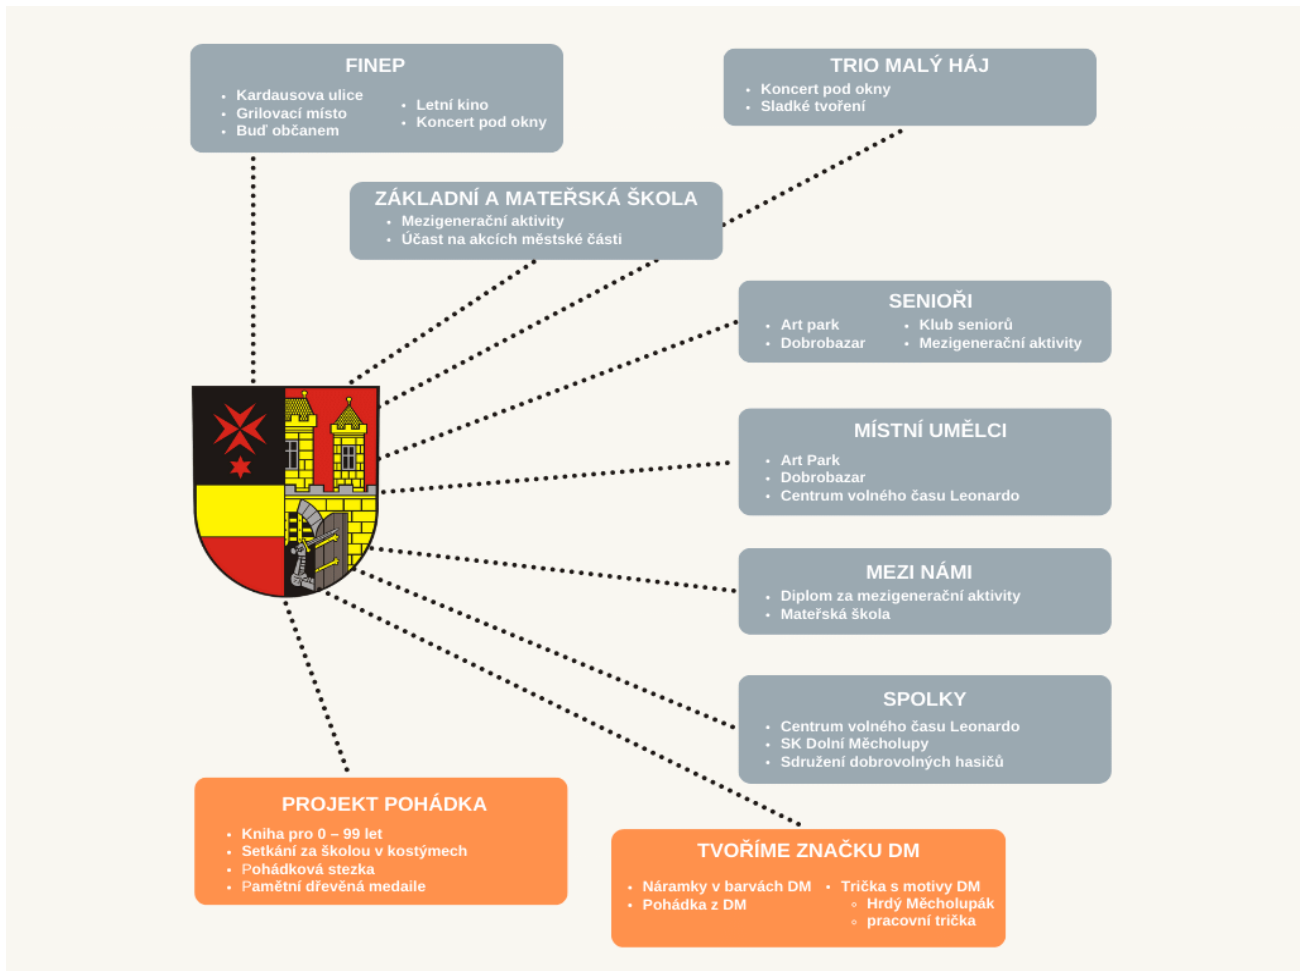 FINEP
Kardausova ulice
Grilovací místo
Buď občanem
Letní kino
Koncert pod okny
TRIO MALÝ HÁJ
Koncert pod okny
Sladké tvoření
ZÁKLADNÍ A MATEŘSKÁ ŠKOLA
Mezigenerační aktivity
Účast na akcích městské části
SENIOŘI
Art park
Dobrobazar
Klub seniorů
Mezigenerační aktivity
MÍSTNÍ UMĚLCI
Art Park
Dobrobazar
Centrum volného času Leonardo
MEZI NÁMI
Diplom za mezigenerační aktivity
Mateřská škola
SPOLKY
Centrum volného času Leonardo
SK Dolní Měcholupy
Sdružení dobrovolných hasičů
PROJEKT POHÁDKA
Kniha pro 0 – 99 let
Setkání za školou v kostýmech
Pohádková stezka
Pamětní dřevěná medaile
TVOŘÍME ZNAČKU DM
Náramky v barvách DM
Pohádka z DM
Trička s motivy DM
Hrdý Měcholupák
pracovní trička